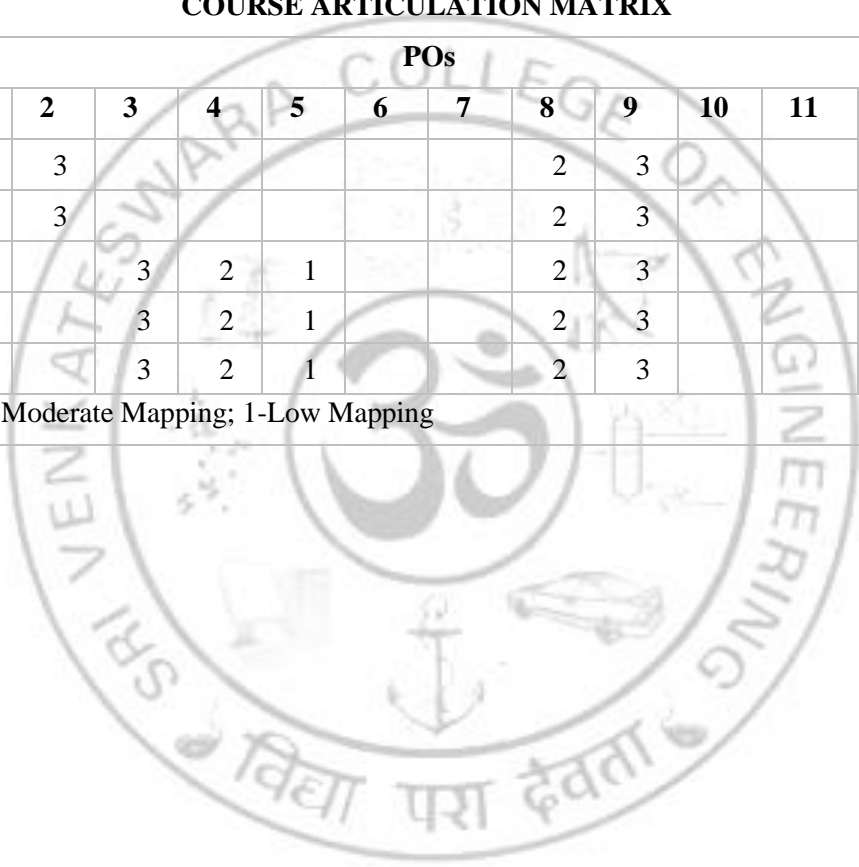 COURSE ARTICULATION MATRIX
POs
2 3 4 5 6 7 8 9 10 11
3 2 3
3 2 3
3 2 1 2 3
3 2 1 2 3
3 2 1 2 3
Moderate Mapping; 1-Low Mapping
SRI VENKATESWARA COLLEGE OF ENGINEERING
ॐ
विद्या परा देवता